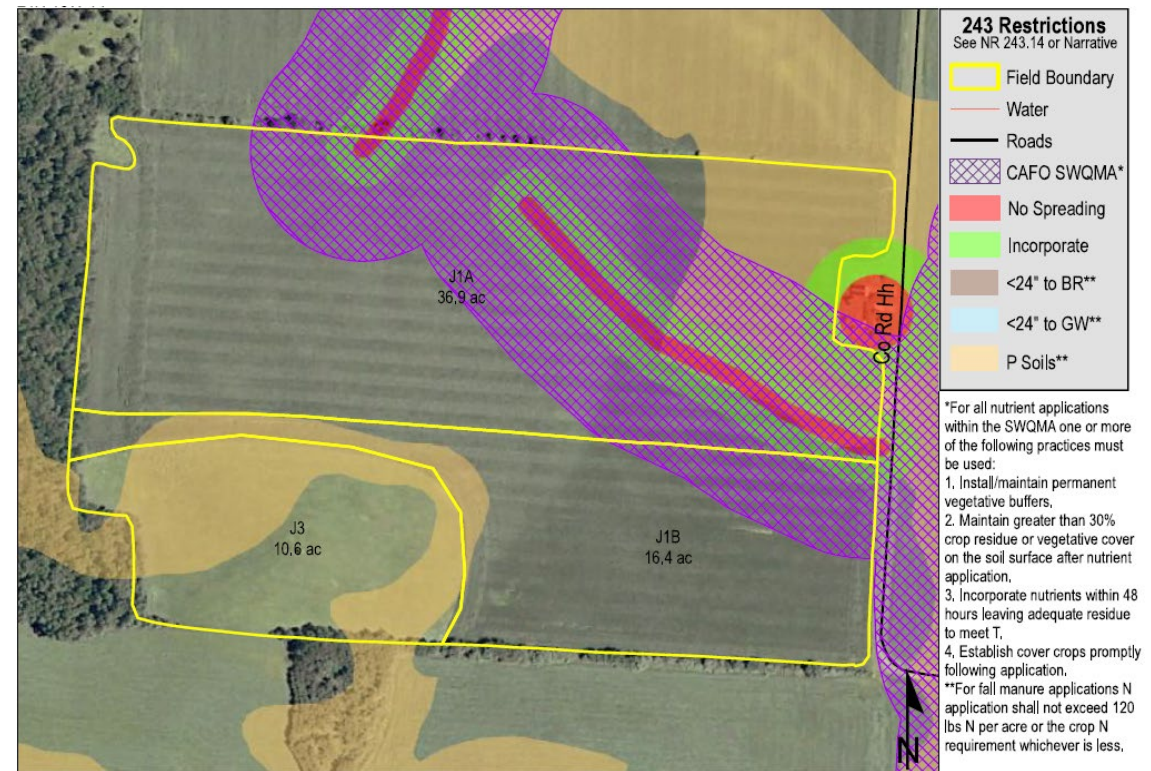 243 Restrictions
See NR 243.14 or Narrative
Field Boundary
Water
Roads
CAFO SWQMA*
No Spreading
Incorporate
<24" to BR**
<24" to GW**
P Soils**
*For all nutrient applications
within the SWQMA one or more
of the following practices must
be used:
1, Install/maintain permanent
vegetative buffers,
2. Maintain greater than 30%
crop residue or vegetative cover
on the soil surface after nutrient
application,
3, Incorporate nutrients within 48
hours leaving adequate residue
to meet T,
4, Establish cover crops promptly
following application,
**For fall manure applications N
application shall not exceed 120
lbs N per acre or the crop N
requirement whichever is less,
J1A
36,9 ac
Co Rd Hh
J3
10,6 ac
J1B
16,4 ac
N